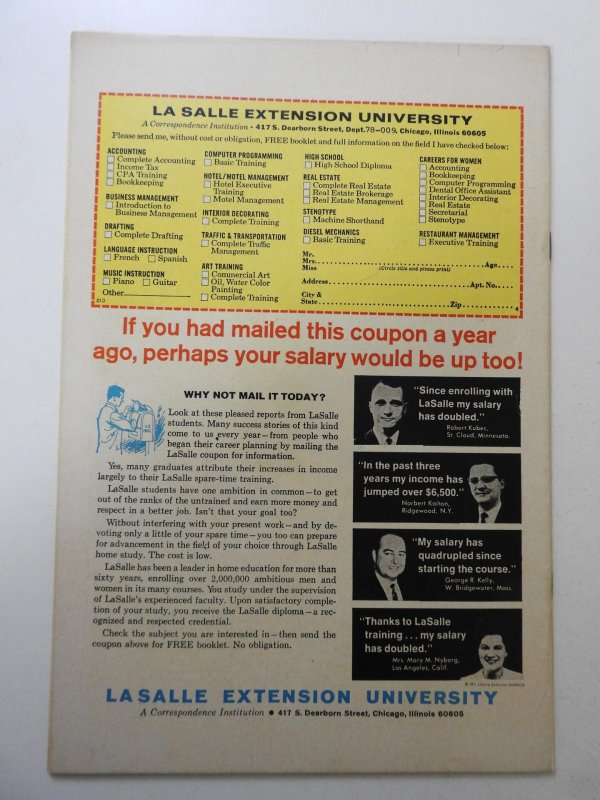 LA SALLE EXTENSION UNIVERSITY
A Correspondence Institution • 417 S. Dearborn Street, Dept. 78-009, Chicago, Illinois 60605
Please send me, without cost or obligation, FREE booklet and full information on the field I have checked below:
ACCOUNTING
Complete Accounting
Income Tax
CPA Training
Bookkeeping
BUSINESS MANAGEMENT
Introduction to
Business Management
DRAFTING
Complete Drafting
LANGUAGE INSTRUCTION
French Spanish
MUSIC INSTRUCTION
Piano Guitar
Other
010
COMPUTER PROGRAMMING
Basic Training
HOTEL/MOTEL MANAGEMENT
Hotel Executive
Training
Motel Management
INTERIOR DECORATING
Complete Training
TRAFFIC & TRANSPORTATION
Complete Traffic
Management
ART TRAINING
Commercial Art
Oil, Water Color
Painting
Complete Training
HIGH SCHOOL
High School Diploma
REAL ESTATE
Complete Real Estate
Real Estate Brokerage
Real Estate Management
STENOTYPE
Machine Shorthand
DIESEL MECHANICS
Basic Training
CAREERS FOR WOMEN
Accounting
Bookkeeping
Computer Programming
Dental Office Assistant
Interior Decorating
Real Estate
Secretarial
Stenotype
RESTAURANT MANAGEMENT
Executive Training
Mr.
Mrs. Age
Miss (Circle title and please print)
Address Apt. No.
City &
State Zip 4
If you had mailed this coupon a year
ago, perhaps your salary would be up too!
WHY NOT MAIL IT TODAY?
Look at these pleased reports from LaSalle
students. Many success stories of this kind
come to us every year—from people who
began their career planning by mailing the
LaSalle coupon for information.
Yes, many graduates attribute their increases in income
largely to their LaSalle spare-time training.
LaSalle students have one ambition in common—to get
out of the ranks of the untrained and earn more money and
respect in a better job. Isn't that your goal too?
Without interfering with your present work—and by de-
voting only a little of your spare time—you too can prepare
for advancement in the field of your choice through LaSalle
home study. The cost is low.
LaSalle has been a leader in home education for more than
sixty years, enrolling over 2,000,000 ambitious men and
women in its many courses. You study under the supervision
of LaSalle's experienced faculty. Upon satisfactory comple-
tion of your study, you receive the LaSalle diploma—a rec-
ognized and respected credential.
Check the subject you are interested in—then send the
coupon above for FREE booklet. No obligation.
"Since enrolling with
LaSalle my salary
has doubled."
Robert Kubec,
St. Cloud, Minnesota.
"In the past three
years my income has
jumped over $6,500."
Norbert Kaitan,
Ridgewood, N.Y.
"My salary has
quadrupled since
starting the course."
George R. Kelly,
W. Bridgewater, Mass.
"Thanks to LaSalle
training . . . my salary
has doubled."
Mrs. Mary M. Nyberg,
Los Angeles, Calif.
© 1971 LaSalle Extension University
LA SALLE EXTENSION UNIVERSITY
A Correspondence Institution • 417 S. Dearborn Street, Chicago, Illinois 60605